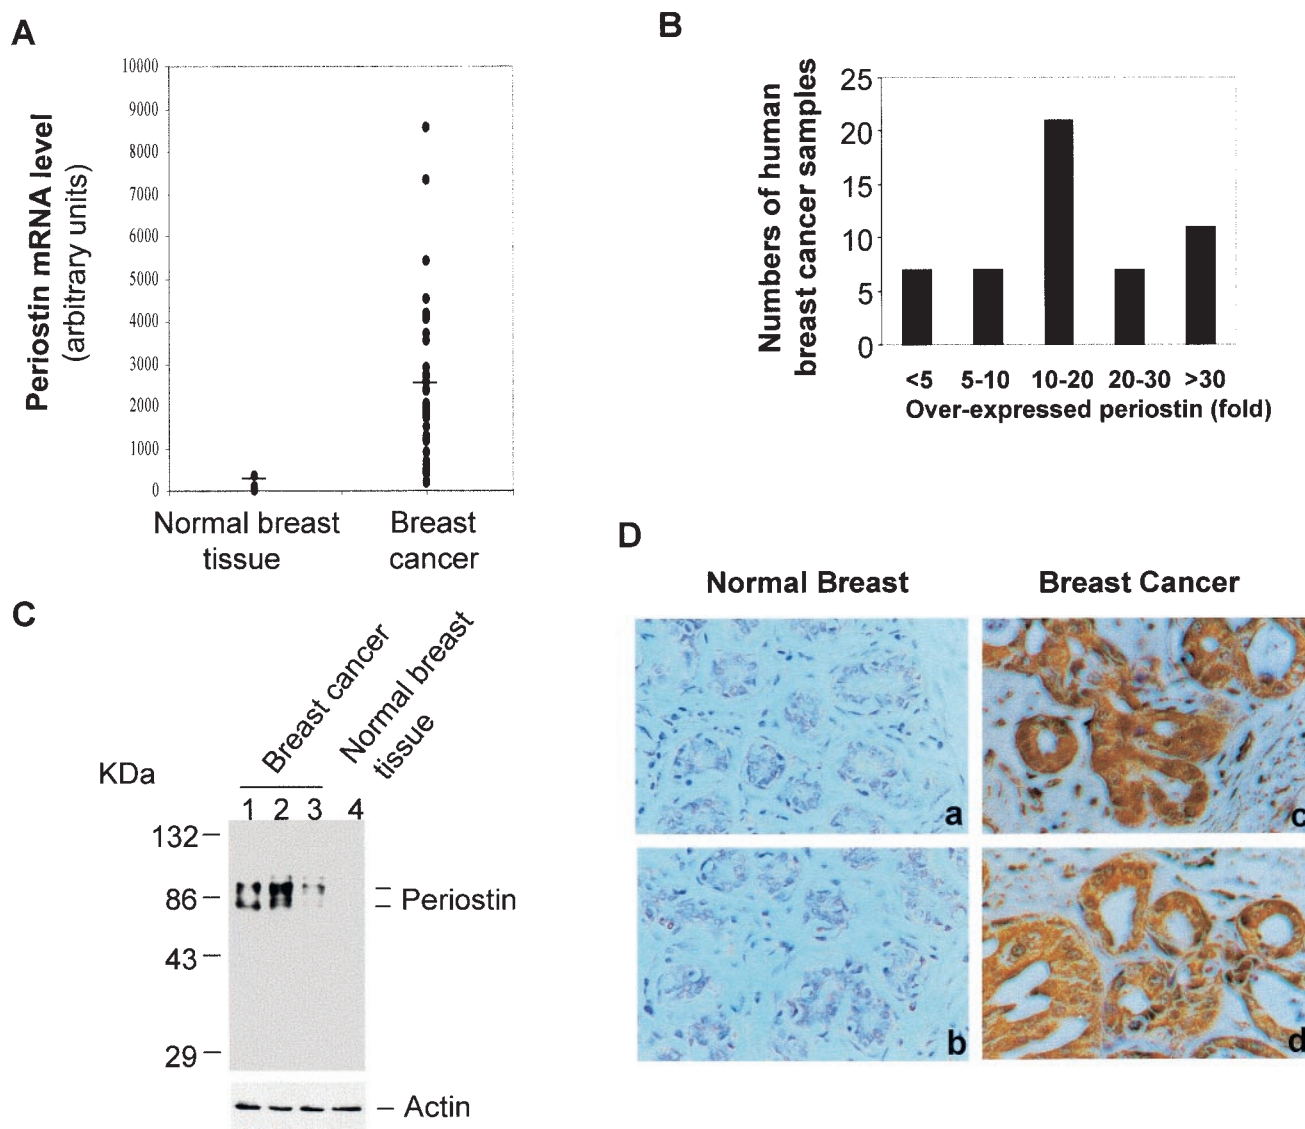 A
10000
9000
8000
7000
6000
5000
4000
3000
2000
1000
0
Periostin mRNA level
(arbitrary units)
Normal breast
tissue
Breast
cancer
B
Numbers of human
breast cancer samples
25
20
15
10
5
0
<5 5-10 10-20 20-30 >30
Over-expressed periostin (fold)
C
Breast cancer
Normal breast
tissue
KDa
1 2 3 4
132
86
43
29
Periostin
Actin
D
Normal Breast
Breast Cancer
a
c
b
d